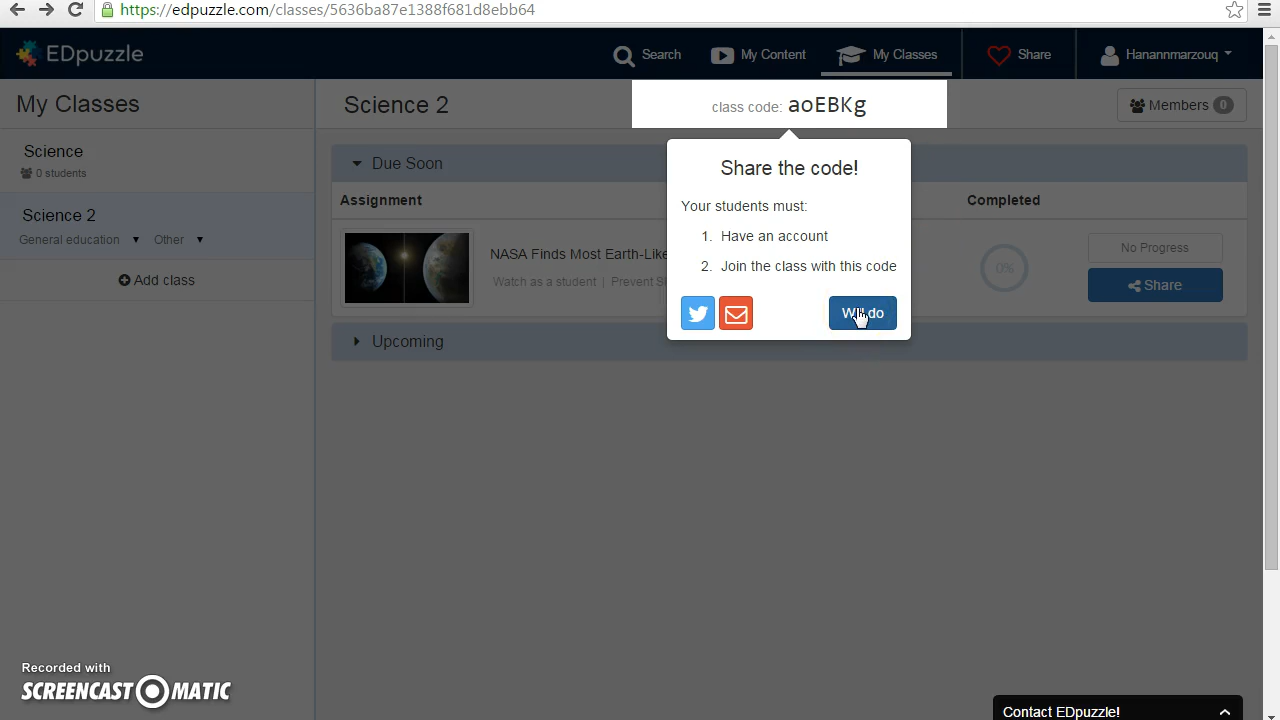 https://edpuzzle.com/classes/5636ba87e1388f681d8ebb64
EDpuzzle
Search
My Content
My Classes
Share
Hanannmarzouq
My Classes
Science 2
class code: aoEBKg
Members 0
Science
0 students
Science 2
General education
Other
Add class
Due Soon
Assignment
Completed
NASA Finds Most Earth-Like
Watch as a student | Prevent
0%
No Progress
Share
Upcoming
Share the code!
Your students must:
1. Have an account
2. Join the class with this code
Will do
Recorded with
SCREENCAST-O-MATIC
Contact EDpuzzle!